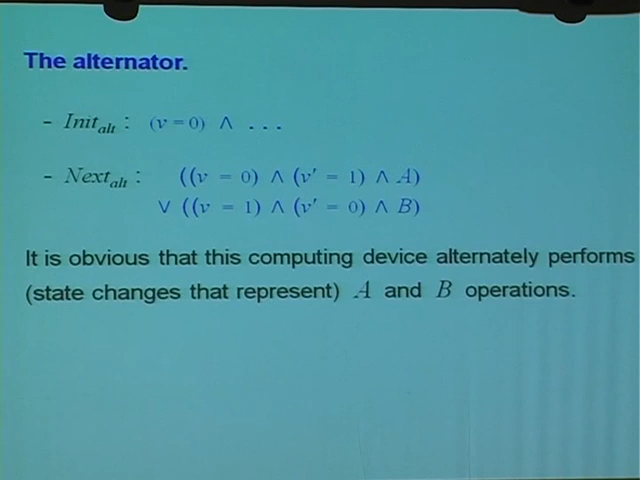 The alternator.
- Init_alt : (v = 0) ∧ ...
- Next_alt : ((v = 0) ∧ (v′ = 1) ∧ A)
∨ ((v = 1) ∧ (v′ = 0) ∧ B)
It is obvious that this computing device alternately performs
(state changes that represent) A and B operations.